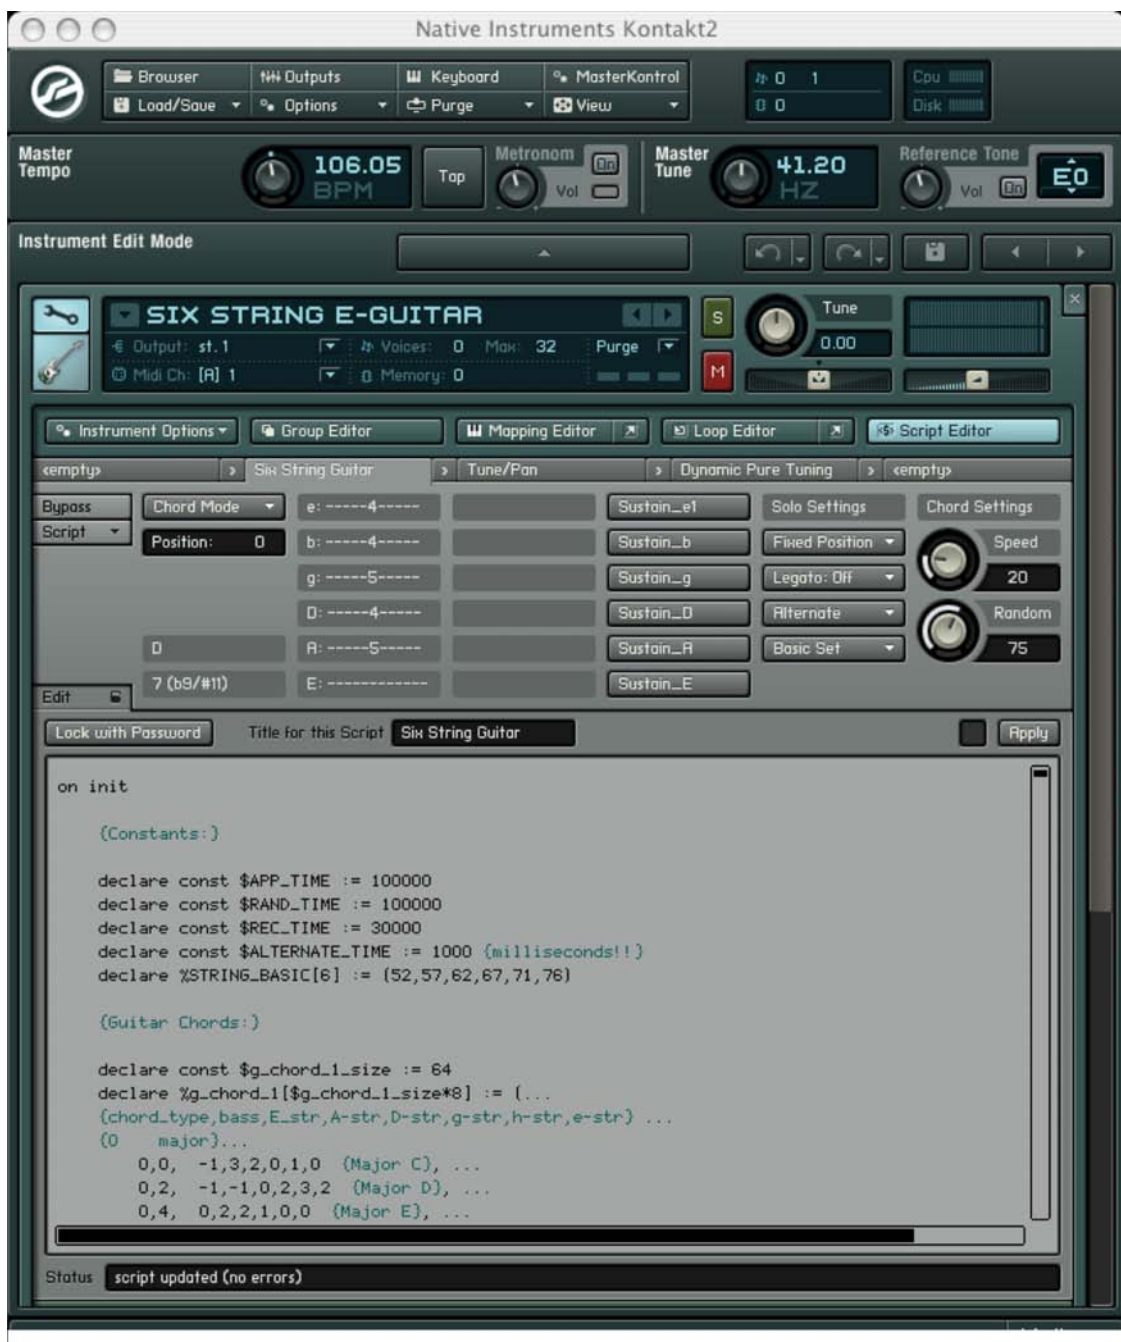 Native Instruments Kontakt2
Browser Outputs Keyboard MasterKontrol 0 1 Cpu
Load/Save Options Purge View 0 Disk
Master Tempo 106.05 BPM Tap Metronom On Vol Master Tune 41.20 HZ Reference Tone Vol On E0
Instrument Edit Mode
SIX STRING E-GUITAR S Tune
Output: st.1 Voices: 0 Max: 32 Purge 0.00
Midi Ch: [A] 1 Memory: 0 M
Instrument Options Group Editor Mapping Editor Loop Editor Script Editor
<empty> Six String Guitar Tune/Pan Dynamic Pure Tuning <empty>
Bypass Chord Mode e: -----4----- Sustain_e1 Solo Settings Chord Settings
Script Position: 0 b: -----4----- Sustain_b Fixed Position Speed
g: -----5----- Sustain_g Legato: Off 20
D: -----4----- Sustain_D Alternate Random
D A: -----5----- Sustain_A Basic Set 75
7 (b9/#11) E: ------------ Sustain_E
Edit
Lock with Password Title for this Script Six String Guitar Apply
on init
{Constants:}
declare const $APP_TIME := 100000
declare const $RAND_TIME := 100000
declare const $REC_TIME := 30000
declare const $ALTERNATE_TIME := 1000 {milliseconds!!}
declare %STRING_BASIC[6] := (52,57,62,67,71,76)
{Guitar Chords:}
declare const $g_chord_1_size := 64
declare %g_chord_1[$g_chord_1_size*8] := (...
{chord_type,bass,E_str,A-str,D-str,g-str,h-str,e-str} ...
{0 major}...
0,0, -1,3,2,0,1,0 {Major C}, ...
0,2, -1,-1,0,2,3,2 {Major D}, ...
0,4, 0,2,2,1,0,0 {Major E}, ...
Status script updated (no errors)